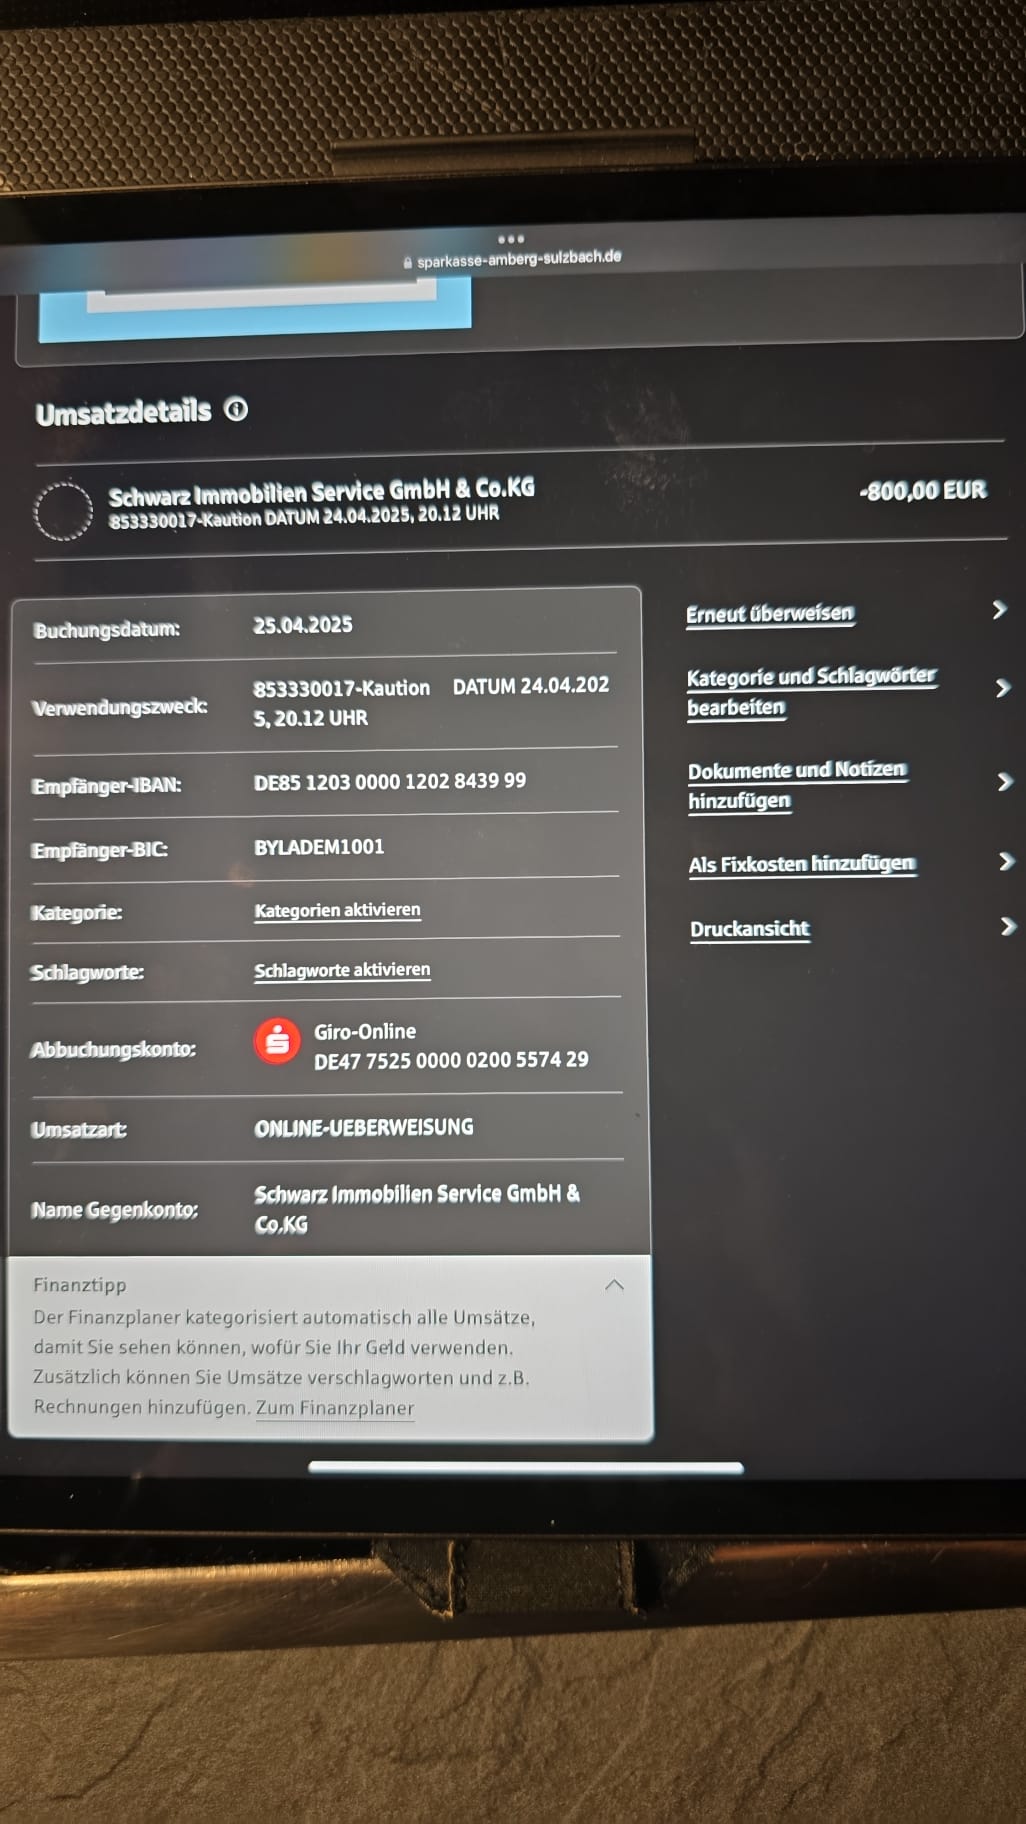 sparkasse-amberg-sulzbach.de
Umsatzdetails
Schwarz Immobilien Service GmbH & Co.KG
-800,00 EUR
853330017-Kaution DATUM 24.04.2025, 20.12 UHR
Buchungsdatum:
25.04.2025
Verwendungszweck:
853330017-Kaution DATUM 24.04.202
5, 20.12 UHR
Empfänger-IBAN:
DE85 1203 0000 1202 8439 99
Empfänger-BIC:
BYLADEM1001
Kategorie:
Kategorien aktivieren
Schlagworte:
Schlagworte aktivieren
Abbuchungskonto:
Giro-Online
DE47 7525 0000 0200 5574 29
Umsatzart:
ONLINE-UEBERWEISUNG
Name Gegenkonto:
Schwarz Immobilien Service GmbH &
Co.KG
Finanztipp
Der Finanzplaner kategorisiert automatisch alle Umsätze,
damit Sie sehen können, wofür Sie Ihr Geld verwenden.
Zusätzlich können Sie Umsätze verschlagworten und z.B.
Rechnungen hinzufügen. Zum Finanzplaner
Erneut überweisen
Kategorie und Schlagwörter
bearbeiten
Dokumente und Notizen
hinzufügen
Als Fixkosten hinzufügen
Druckansicht